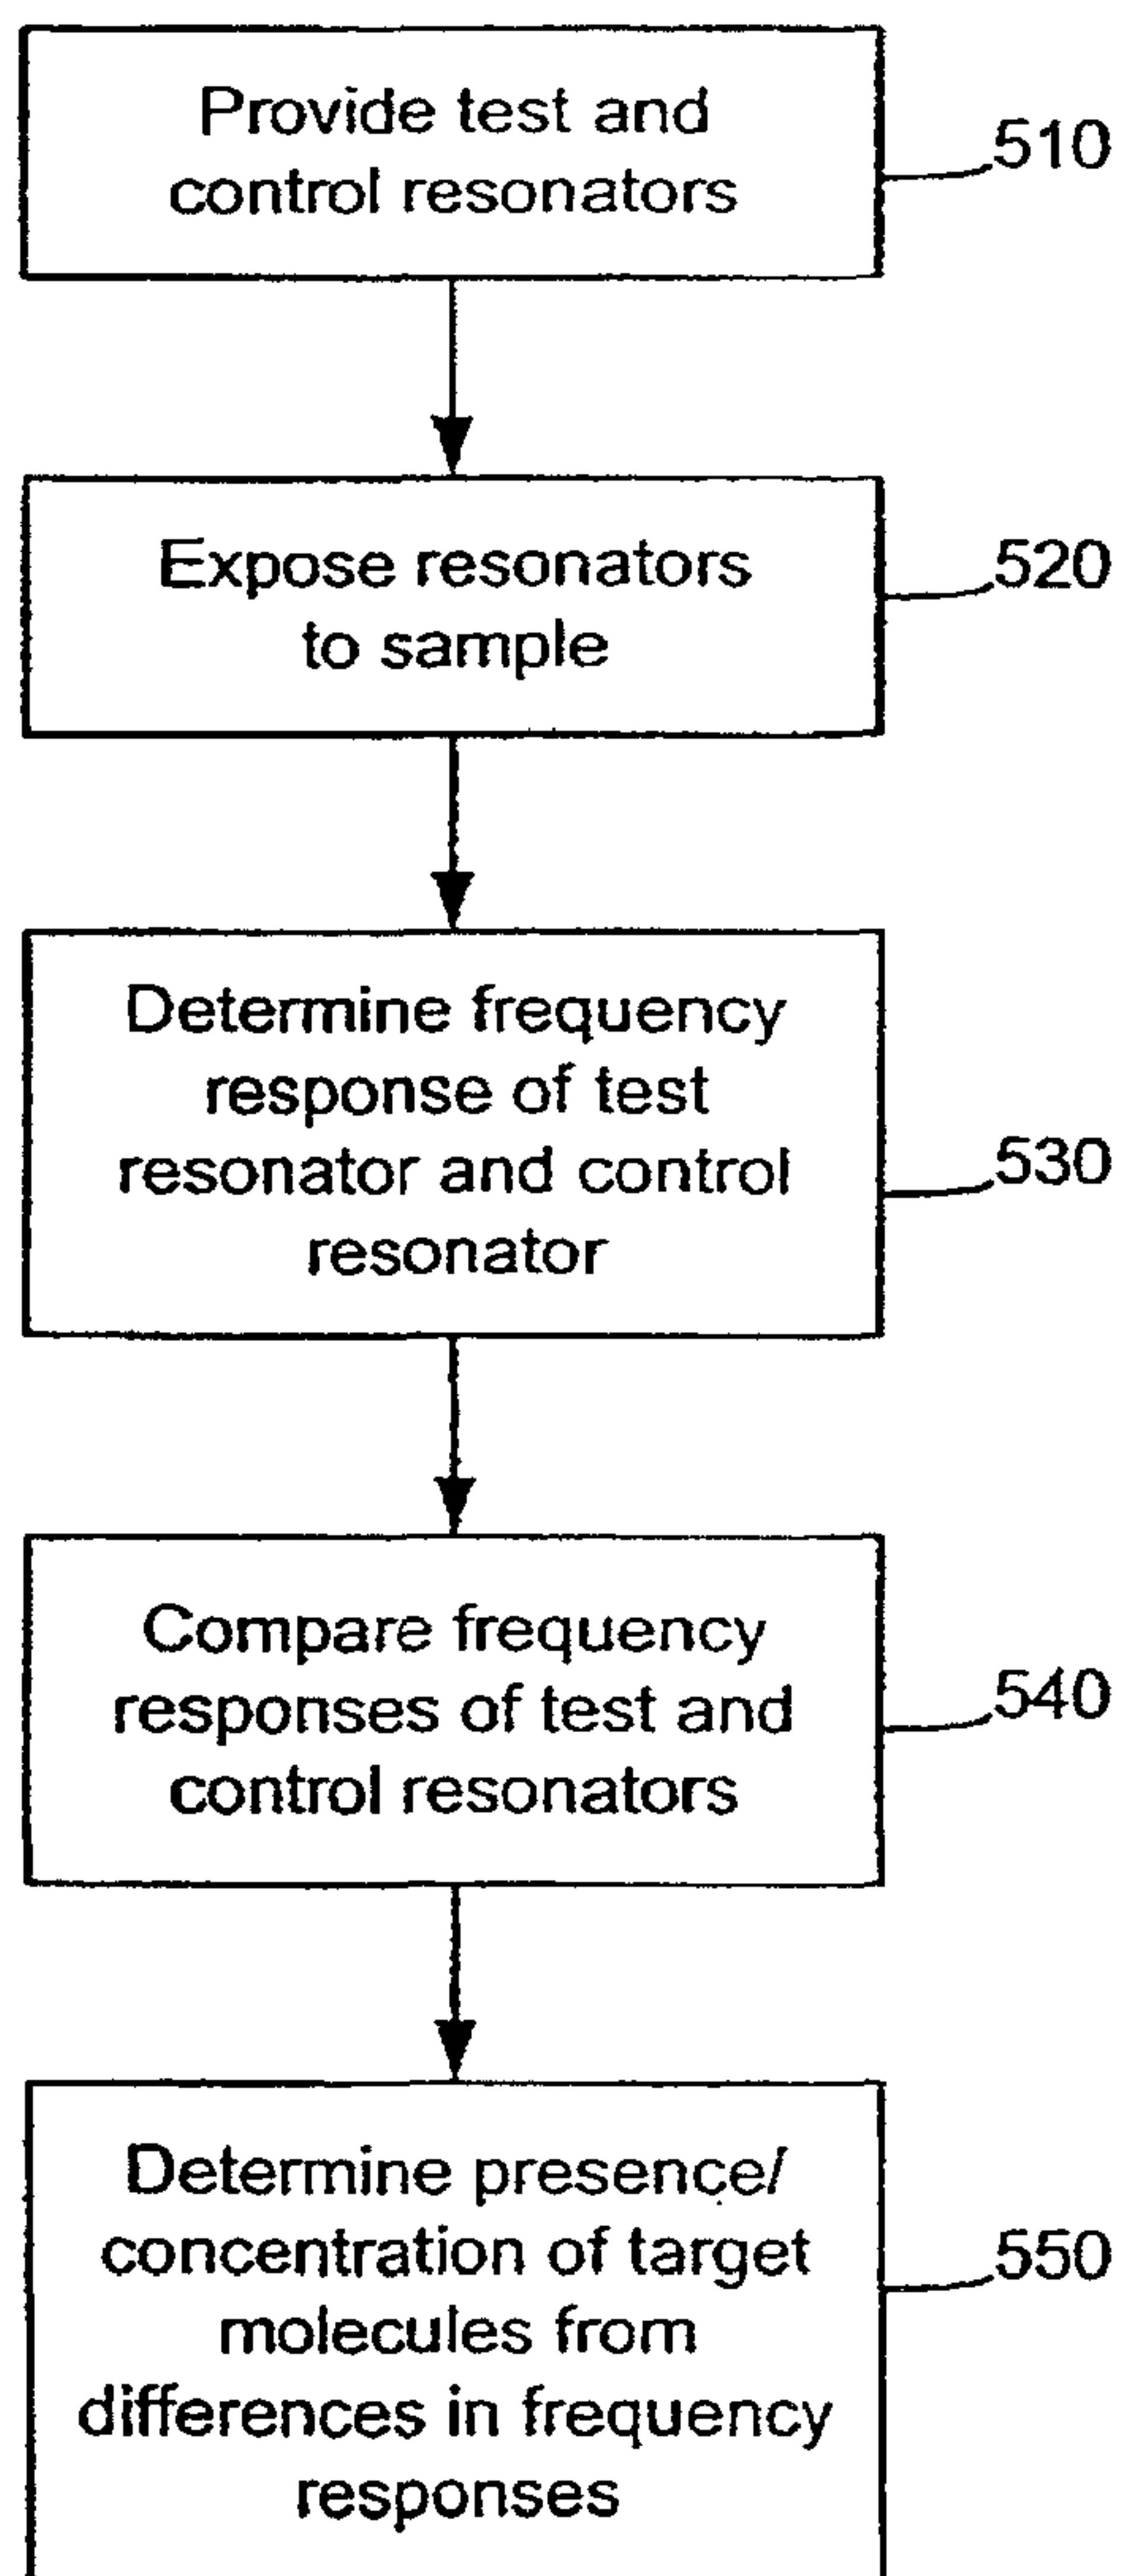 Provide test and
control resonators
510
Expose resonators
to sample
520
Determine frequency
response of test
resonator and control
resonator
530
Compare frequency
responses of test and
control resonators
540
Determine presence/
concentration of target
molecules from
differences in frequency
responses
550